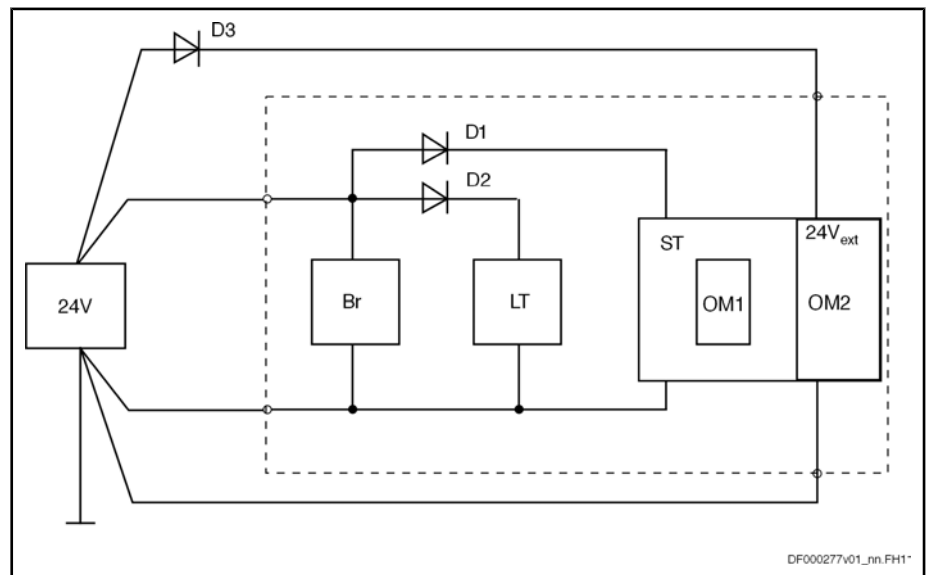 D3
D1
D2
24V
Br
LT
ST
OM1
24Vext
OM2
DF000277v01_nn.FH1